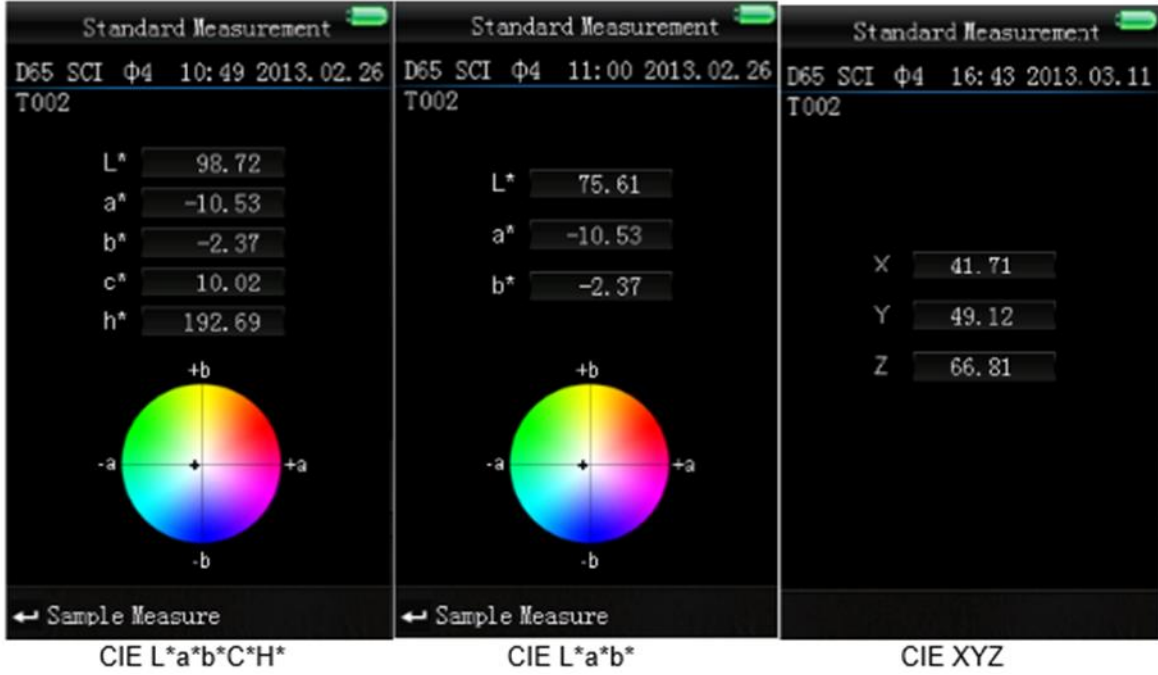 Standard Measurement
D65 SCI Φ4 10:49 2013.02.26
T002
L* 98.72
a* -10.53
b* -2.37
c* 10.02
h* 192.69
+b
-a +a
-b
Sample Measure
CIE L*a*b*C*H*
Standard Measurement
D65 SCI Φ4 11:00 2013.02.26
T002
L* 75.61
a* -10.53
b* -2.37
+b
-a +a
-b
Sample Measure
CIE L*a*b*
Standard Measurement
D65 SCI Φ4 16:43 2013.03.11
T002
X 41.71
Y 49.12
Z 66.81
CIE XYZ